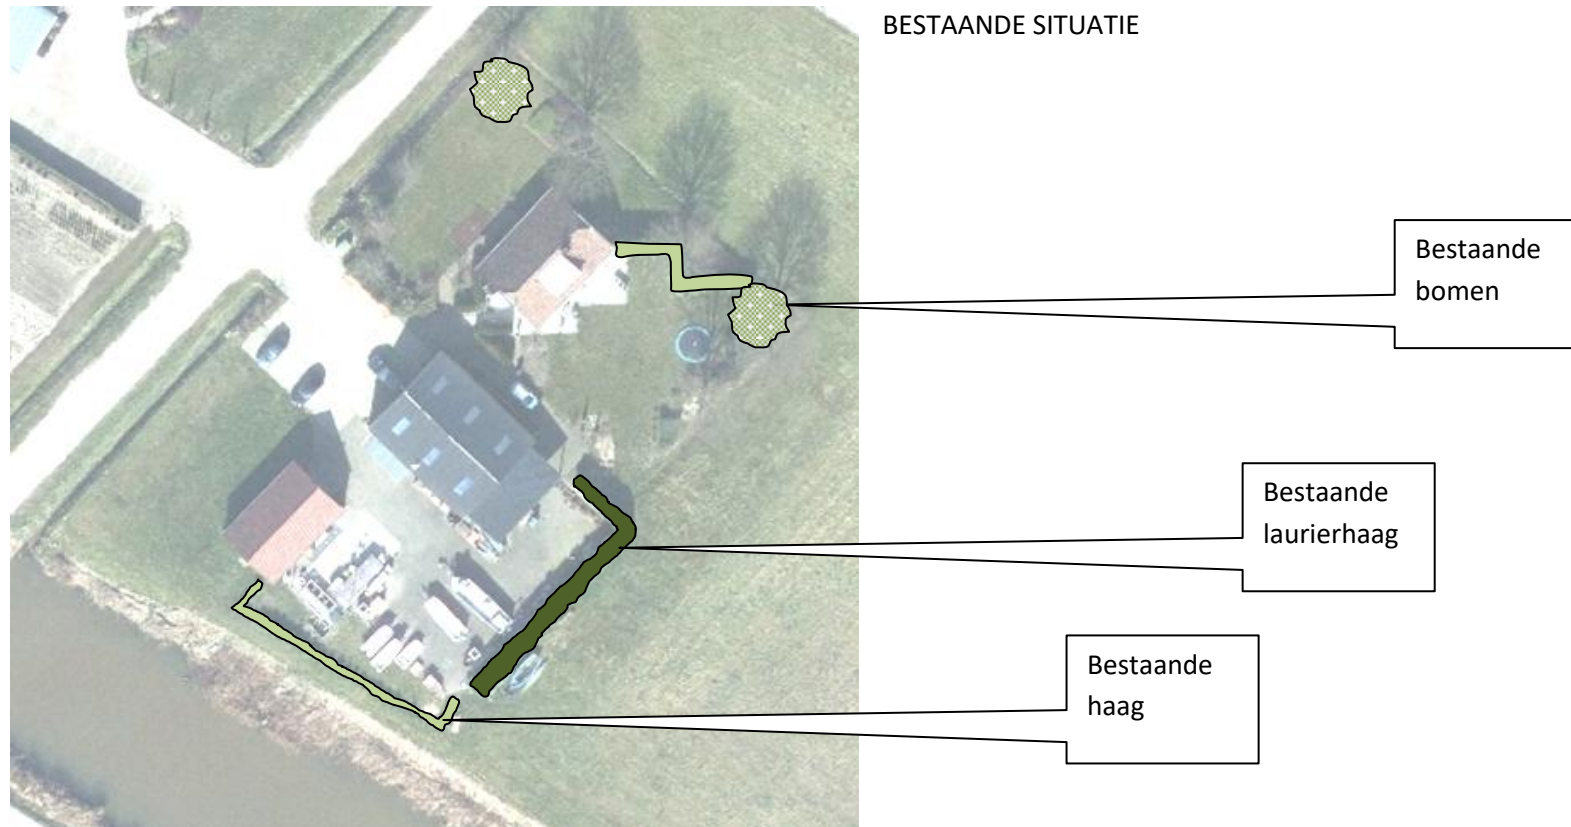 BESTAANDE SITUATIE
Bestaande
bomen
Bestaande
laurierhaag
Bestaande
haag